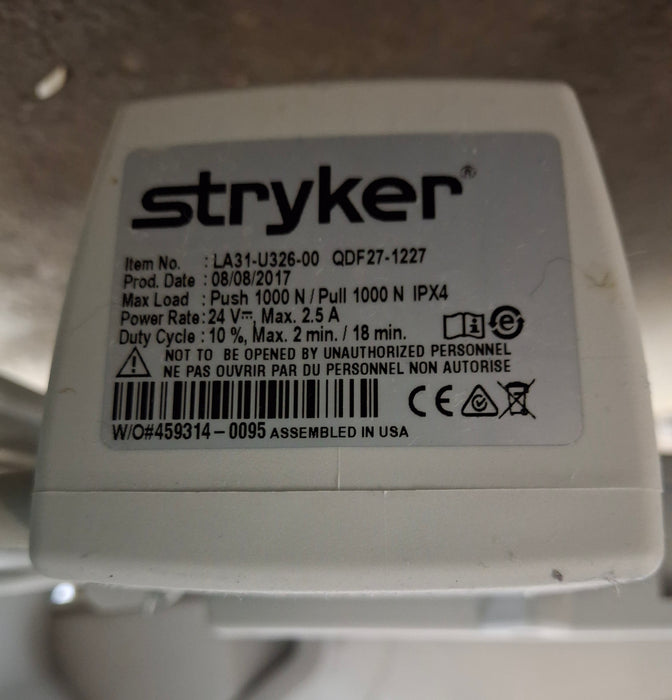 stryker®
Item No. : LA31-U326-00 QDF27-1227
Prod. Date : 08/08/2017
Max Load : Push 1000 N / Pull 1000 N IPX4
Power Rate : 24 V⎓, Max. 2.5 A
Duty Cycle : 10 %, Max. 2 min. / 18 min.
NOT TO BE OPENED BY UNAUTHORIZED PERSONNEL
NE PAS OUVRIR PAR DU PERSONNEL NON AUTORISE
CE
W/O#459314-0095 ASSEMBLED IN USA